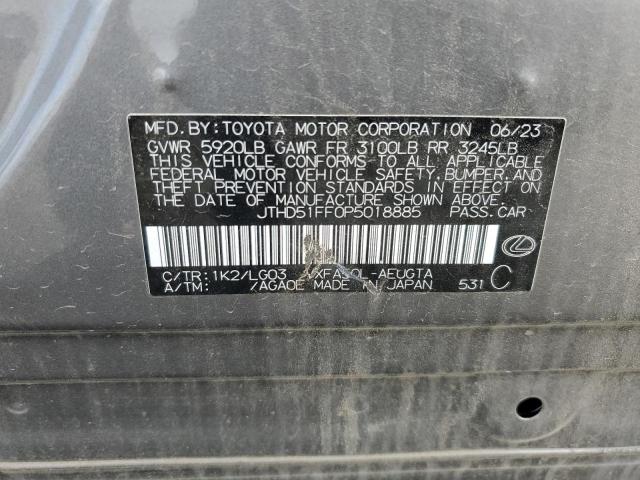 MFD.BY:TOYOTA MOTOR CORPORATION 06/23
GVWR 5920LB GAWR FR 3100LB RR 3245LB
THIS VEHICLE CONFORMS TO ALL APPLICABLE
FEDERAL MOTOR VEHICLE SAFETY,BUMPER,AND
THEFT PREVENTION STANDARDS IN EFFECT ON
THE DATE OF MANUFACTURE SHOWN ABOVE.
JTHD51FF0P5018885 PASS.CAR
C/TR:1K2/LG03 -AEUGTA
A/TM: /AGA0E MADE IN JAPAN 531 C